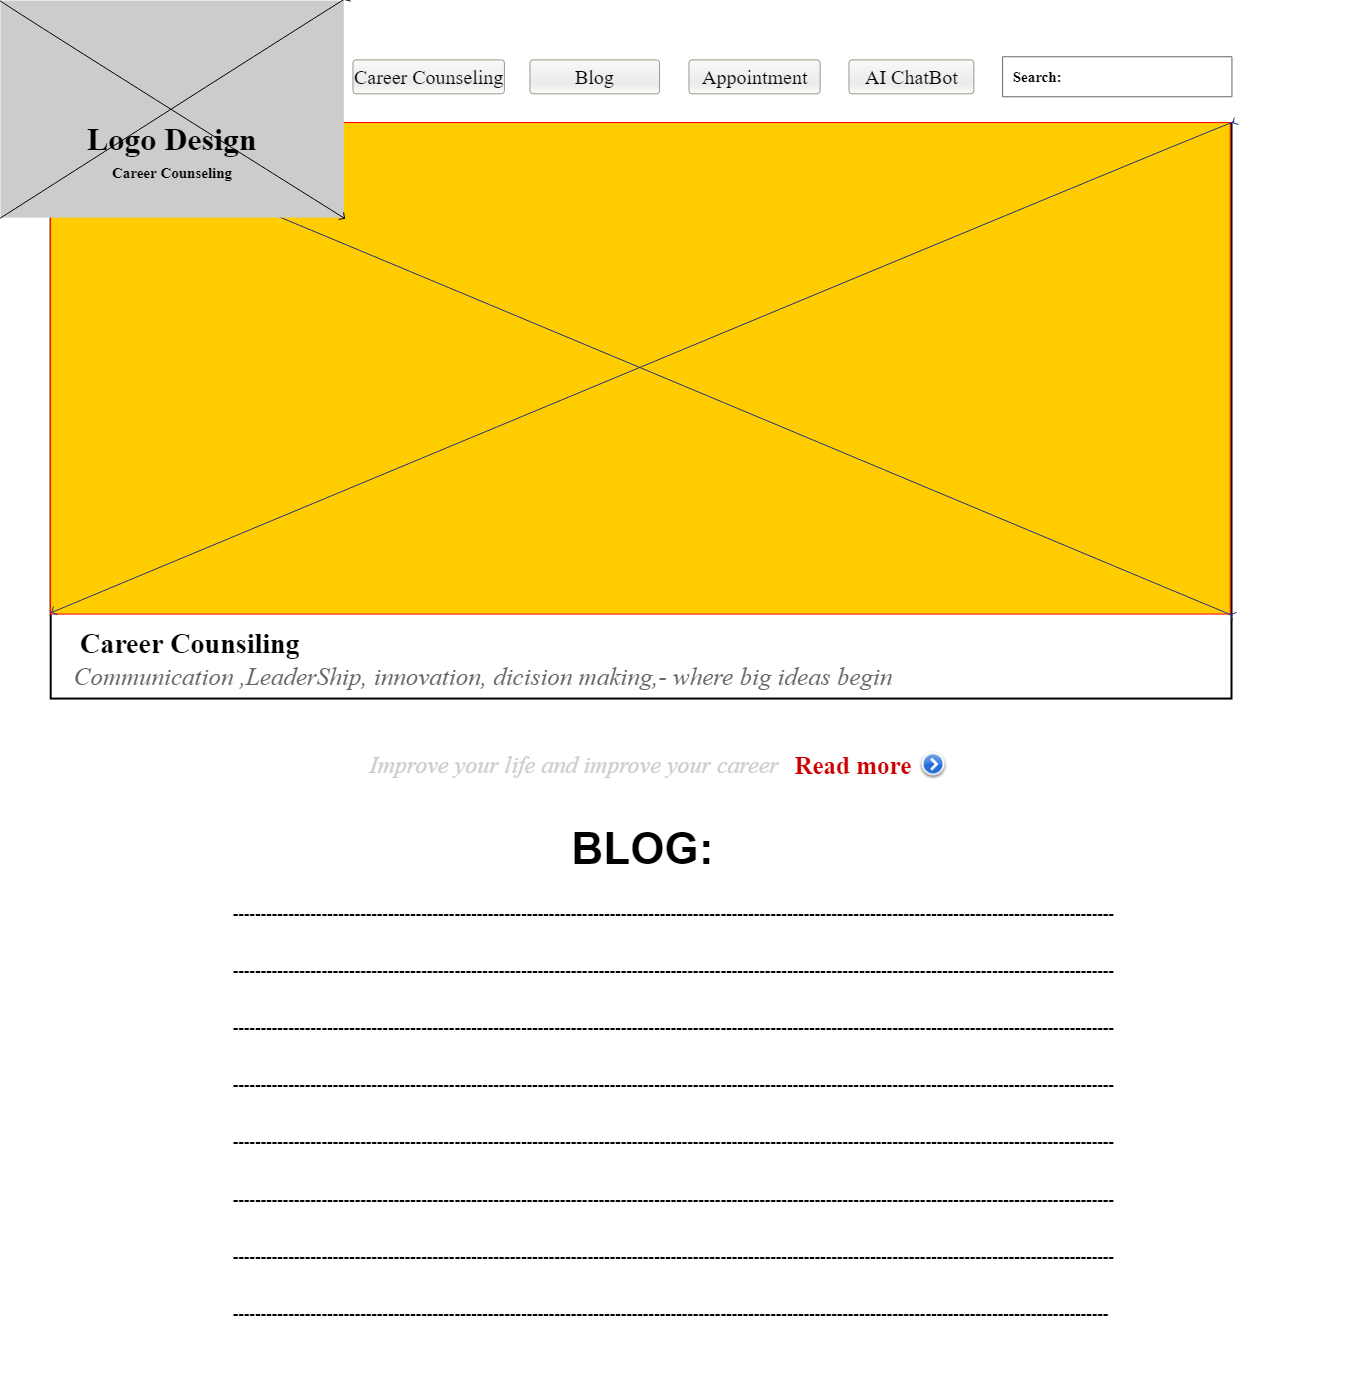 Career Counseling
Blog
Appointment
AI ChatBot
Search:
Logo Design
Career Counseling
Career Counsiling
Communication ,LeaderShip, innovation, dicision making,- where big ideas begin
Improve your life and improve your career
Read more
BLOG: